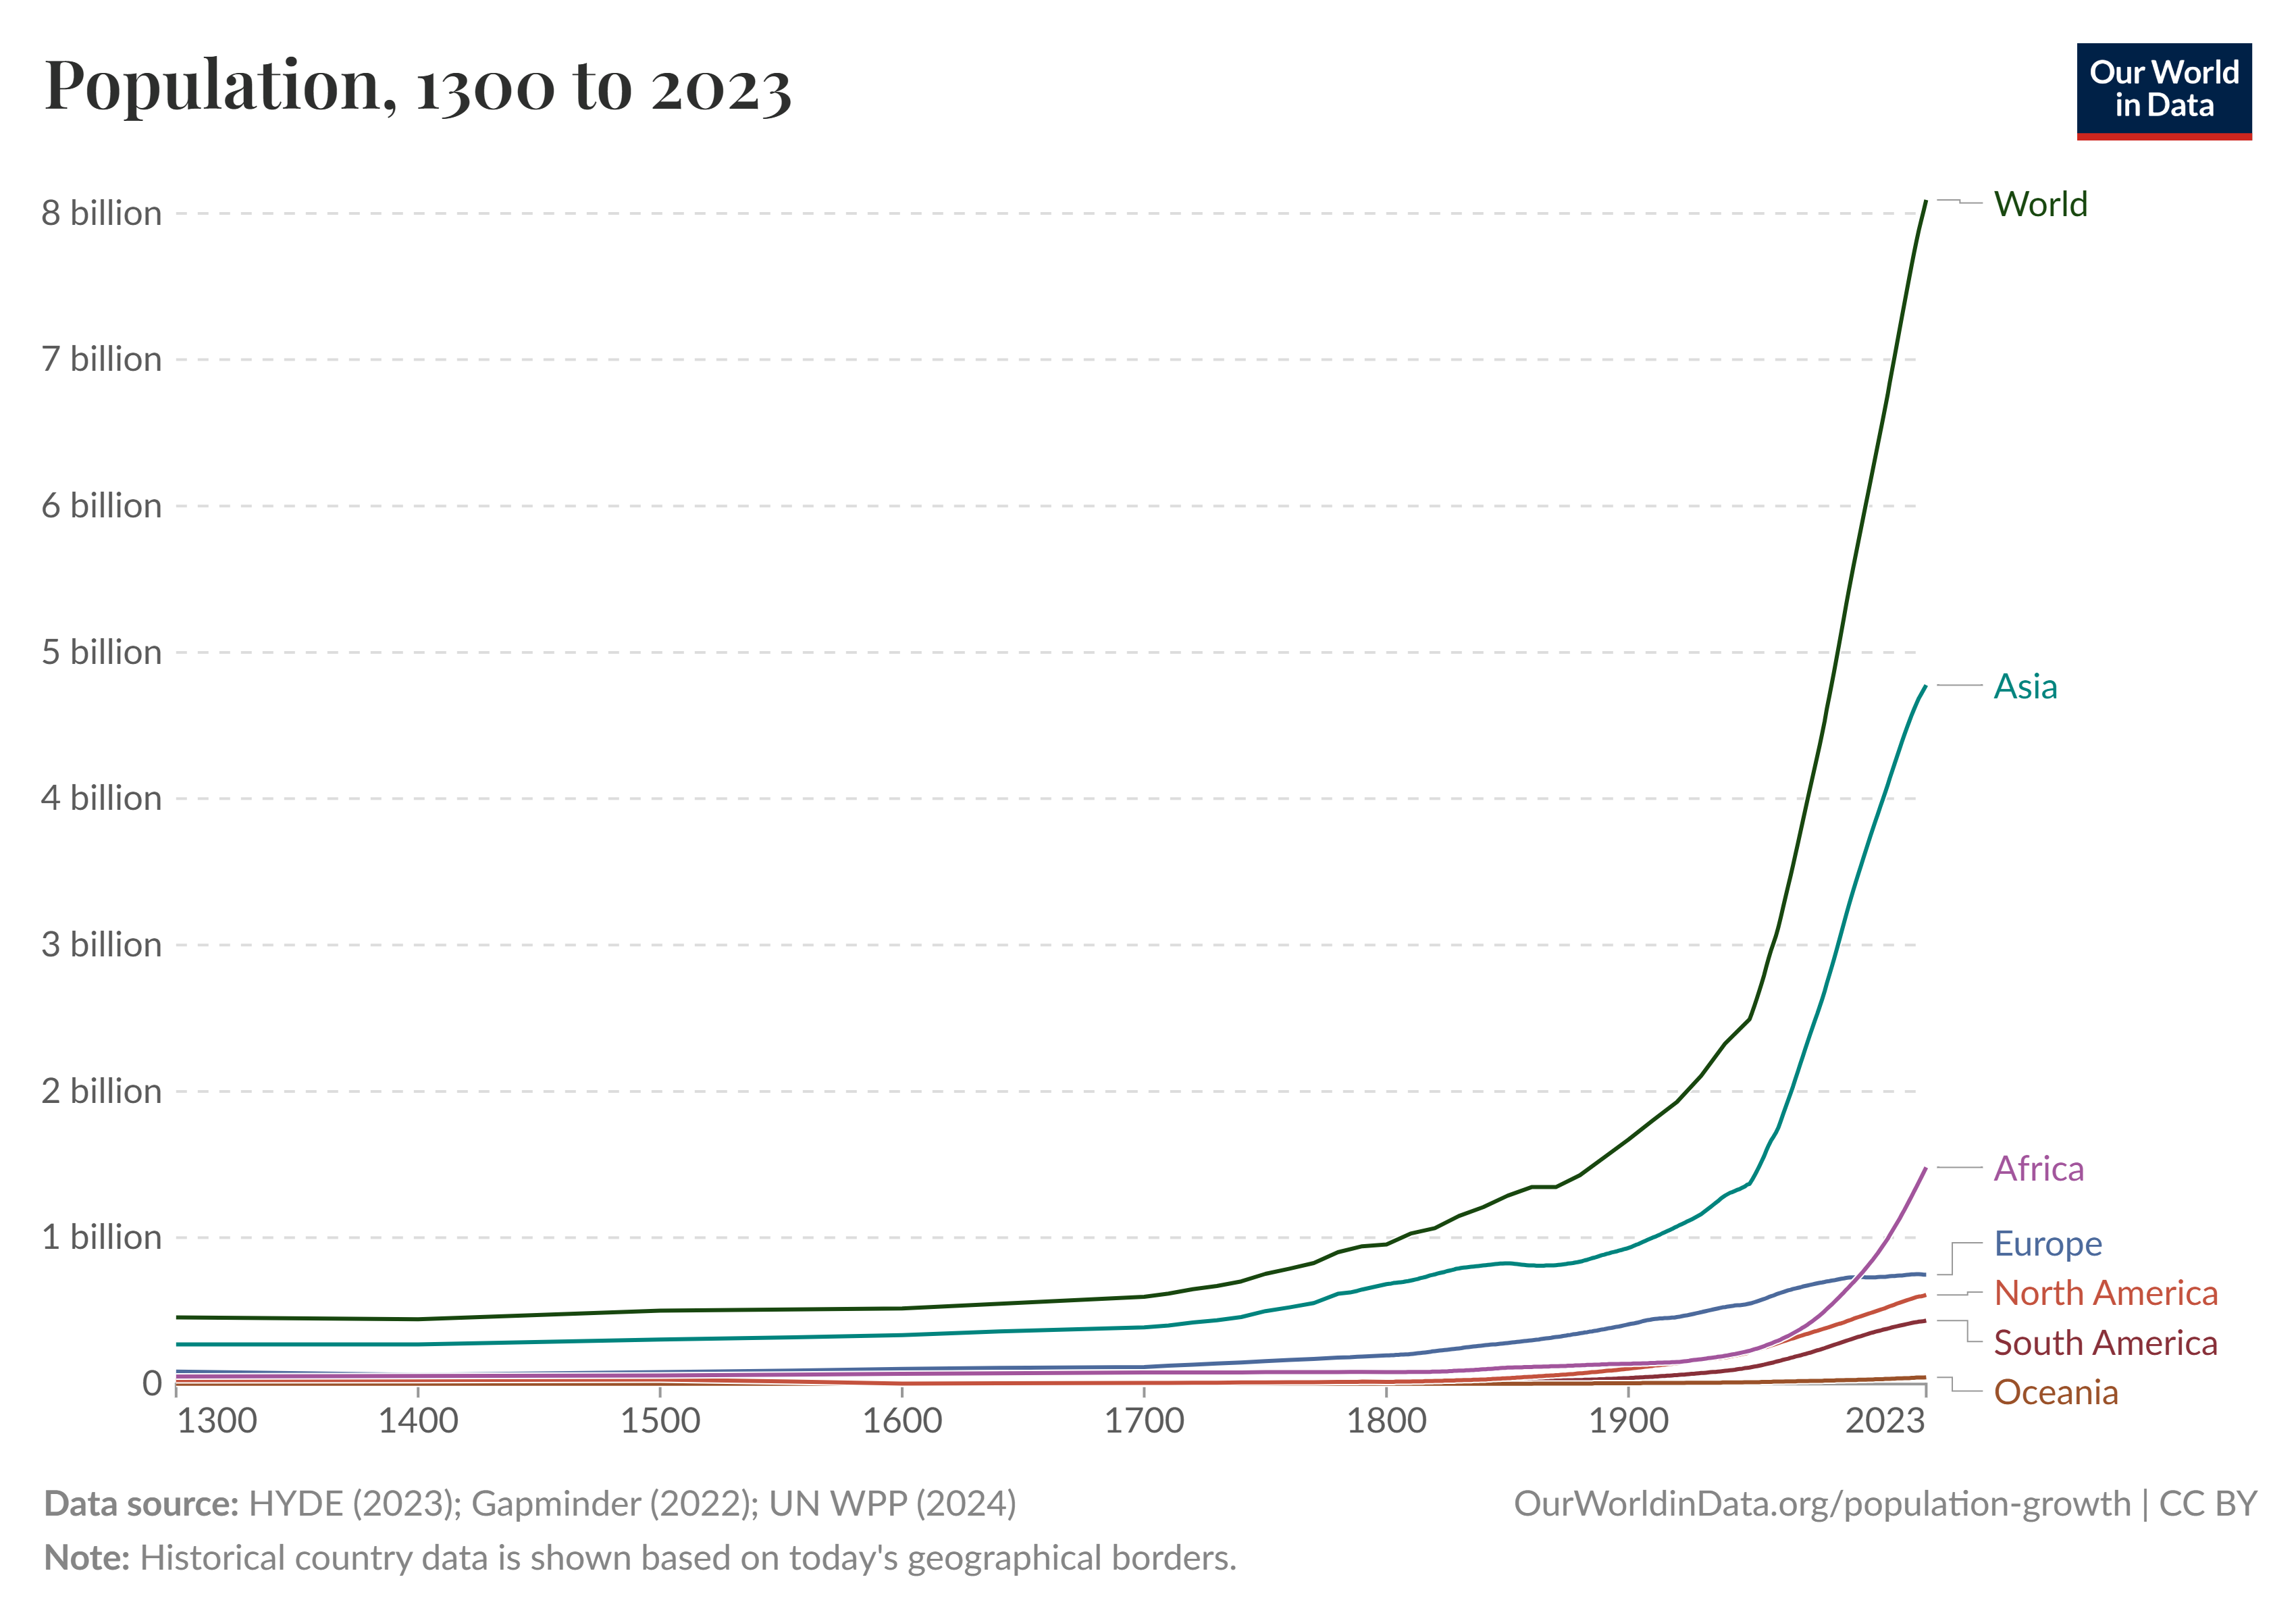 Population, 1300 to 2023
Our World
in Data
8 billion
7 billion
6 billion
5 billion
4 billion
3 billion
2 billion
1 billion
0
World
Asia
Africa
Europe
North America
South America
Oceania
1300 1400 1500 1600 1700 1800 1900 2023
Data source: HYDE (2023); Gapminder (2022); UN WPP (2024)
OurWorldinData.org/population-growth | CC BY
Note: Historical country data is shown based on today's geographical borders.